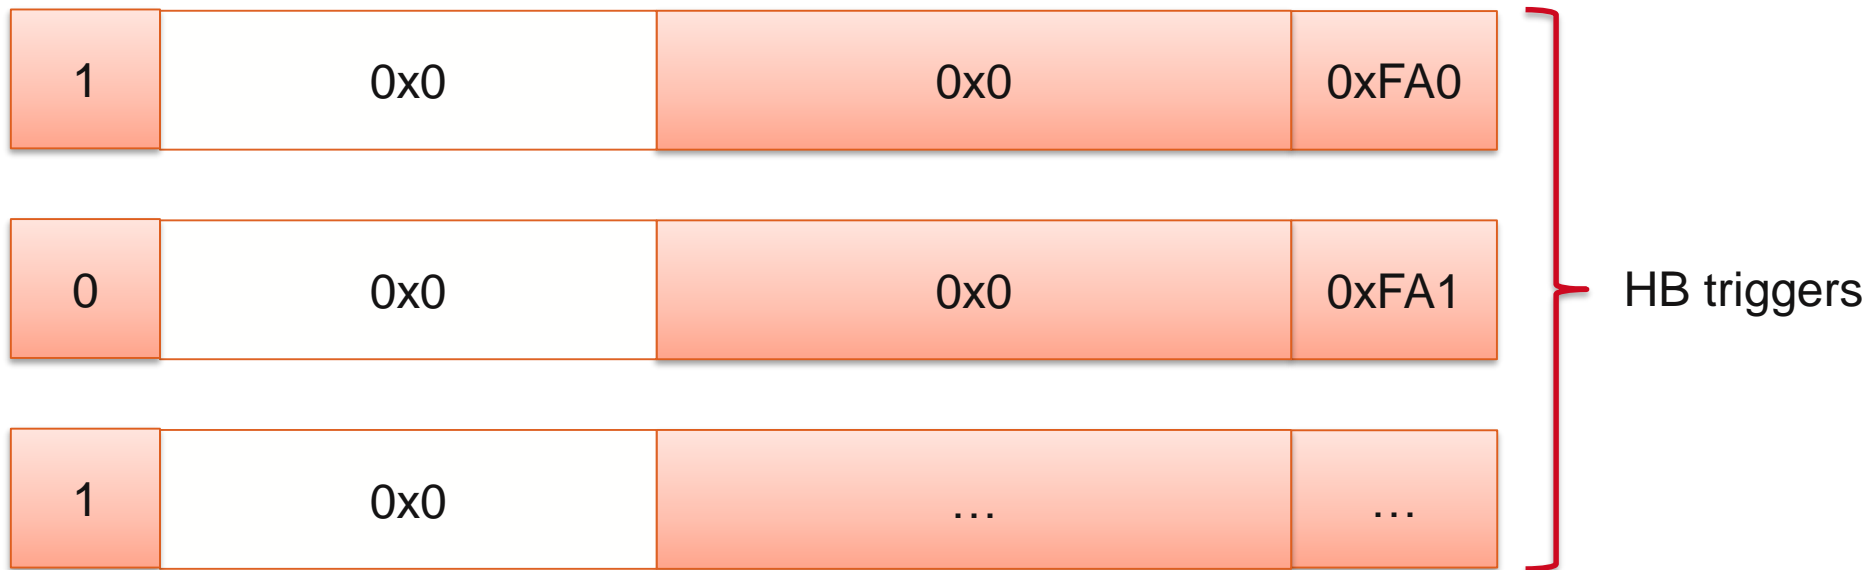 1 0x0 0x0 0xFA0
0 0x0 0x0 0xFA1
HB triggers
1 0x0 ... ...